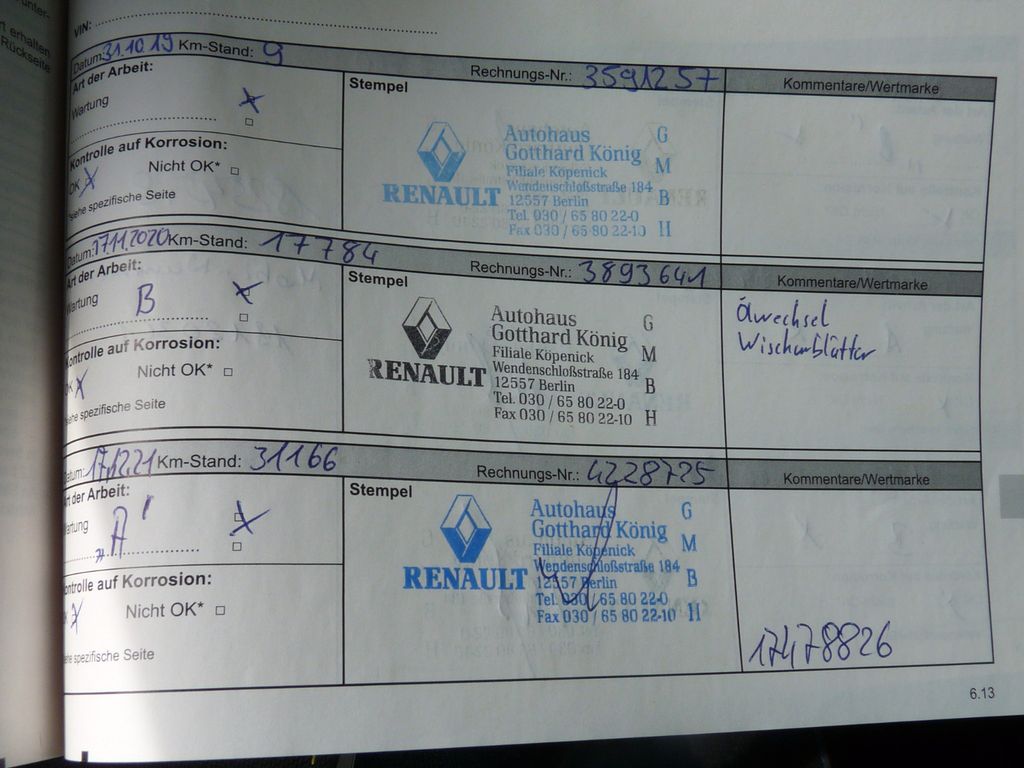 unter-
erhalten
Rückseite
VIN:
Datum: 31.10.19 Km-Stand: 9 Rechnungs-Nr.: 3591257 Kommentare/Wertmarke
Art der Arbeit:
Wartung
Kontrolle auf Korrosion:
OK X Nicht OK*
*siehe spezifische Seite
Stempel
RENAULT
Autohaus G
Gotthard König
Filiale Köpenick M
Wendenschloßstraße 184
12557 Berlin B
Tel. 030 / 65 80 22-0
Fax 030 / 65 80 22-10 H
Datum: 17.11.2020 Km-Stand: 17784 Rechnungs-Nr.: 3893641 Kommentare/Wertmarke
Art der Arbeit:
Wartung B X
Kontrolle auf Korrosion:
OK X Nicht OK*
siehe spezifische Seite
Stempel
RENAULT
Autohaus G
Gotthard König
Filiale Köpenick M
Wendenschloßstraße 184
12557 Berlin B
Tel. 030 / 65 80 22-0
Fax 030 / 65 80 22-10 H
Ölwechsel
Wischerblätter
Datum: 17.12.21 Km-Stand: 31166 Rechnungs-Nr.: 4228725 Kommentare/Wertmarke
Art der Arbeit:
Wartung A X
Kontrolle auf Korrosion:
OK X Nicht OK*
siehe spezifische Seite
Stempel
RENAULT
Autohaus G
Gotthard König
Filiale Köpenick M
Wendenschloßstraße 184
12557 Berlin B
Tel. 030 / 65 80 22-0
Fax 030 / 65 80 22-10 H
17478826
6.13